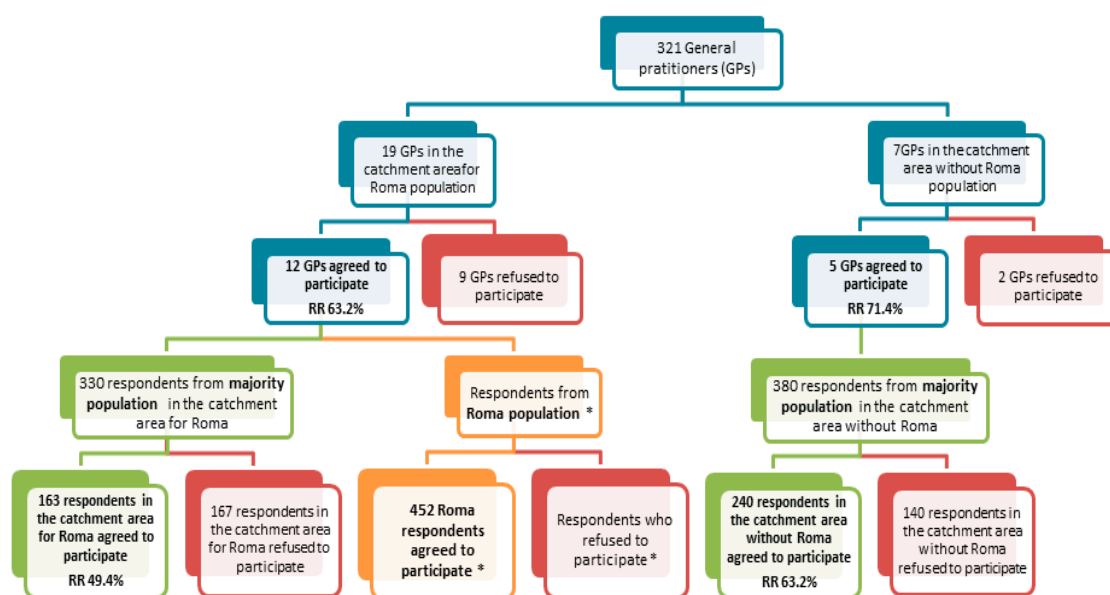 321 General
pratitioners (GPs)
19 GPs in the
catchment areafor
Roma population
7GPs in the catchment
area without Roma
population
12 GPs agreed to
participate
RR 63.2%
9 GPs refused to
participate
5 GPs agreed to
participate
RR 71.4%
2 GPs refused to
participate
330 respondents from majority
population in the catchment
area for Roma
Respondents from
Roma population *
380 respondents from majority
population in the catchment
area without Roma
163 respondents in
the catchment area
for Roma agreed to
participate
RR 49.4%
167 respondents in
the catchment area
for Roma refused to
participate
452 Roma
respondents
agreed to
participate *
Respondents who
refused to
participate *
240 respondents in
the catchment area
without Roma
agreed to participate
RR 63.2%
140 respondents in
the catchment area
without Roma
refused to participate